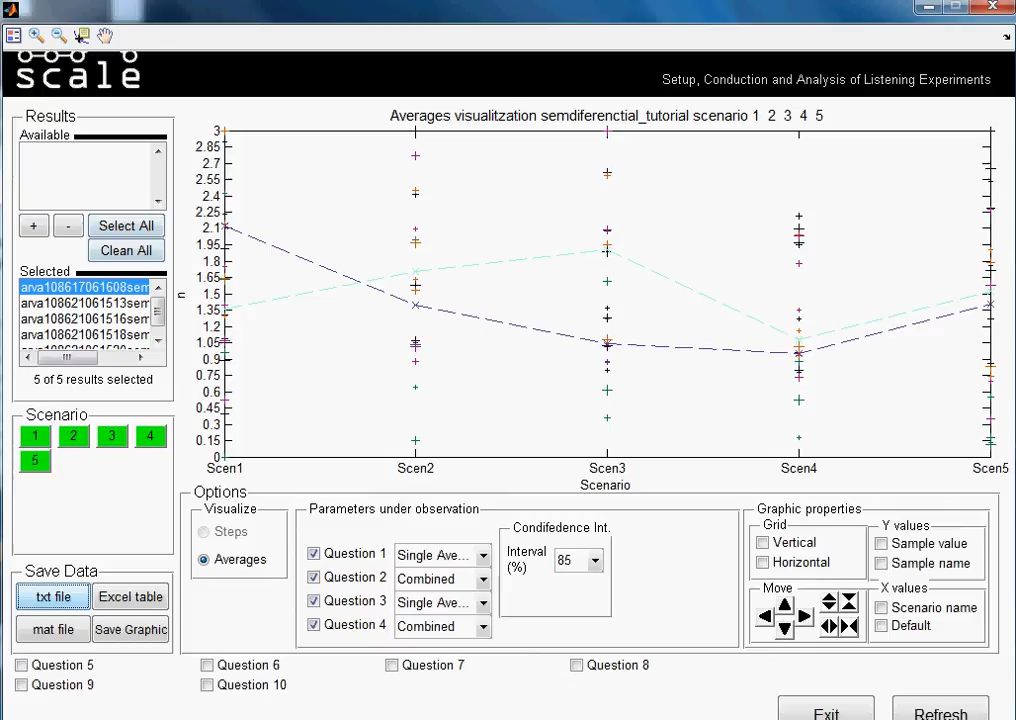 scale
Setup, Conduction and Analysis of Listening Experiments
Results
Available
+ - Select All
Clean All
Selected
arva108617061608sem
arva108621061513sem
arva108621061516sem
arva108621061518sem
5 of 5 results selected
Scenario
1 2 3 4
5
Save Data
txt file Excel table
mat file Save Graphic
Averages visualitzation semdiferenctial_tutorial scenario 1 2 3 4 5
3
2.85
2.7
2.55
2.4
2.25
2.1
1.95
1.8
1.65
1.5
1.35
1.2
1.05
0.9
0.75
0.6
0.45
0.3
0.15
0
n
Scen1 Scen2 Scen3 Scen4 Scen5
Scenario
Options
Visualize
Steps
Averages
Parameters under observation
Question 1 Single Ave...
Question 2 Combined
Question 3 Single Ave...
Question 4 Combined
Condifedence Int.
Interval
(%) 85
Graphic properties
Grid
Vertical
Horizontal
Move
Y values
Sample value
Sample name
X values
Scenario name
Default
Question 5 Question 6 Question 7 Question 8
Question 9 Question 10
Exit Refresh